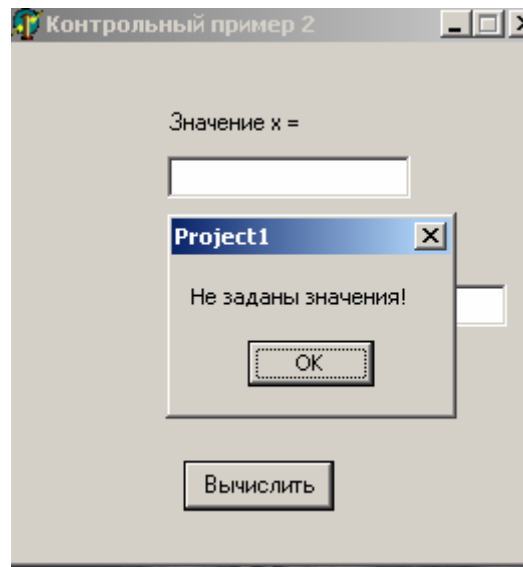 Контрольный пример 2
Значение x =
Project1
Не заданы значения!
OK
Вычислить